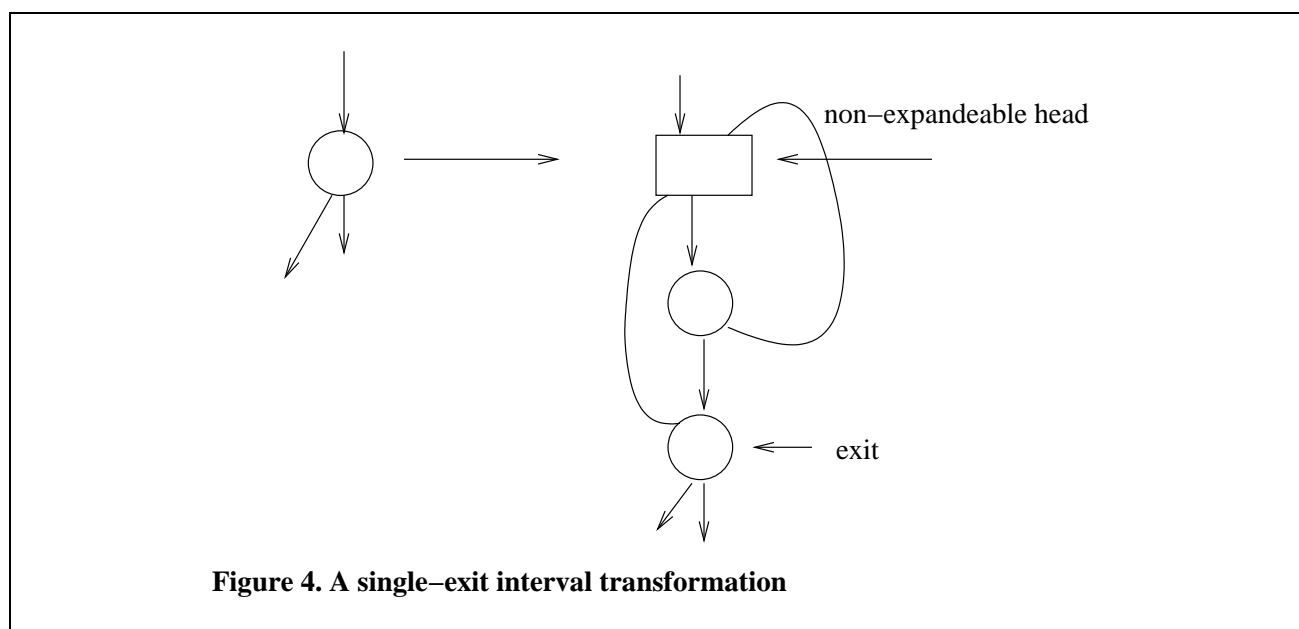 non−expandeable head
exit
Figure 4. A single−exit interval transformation